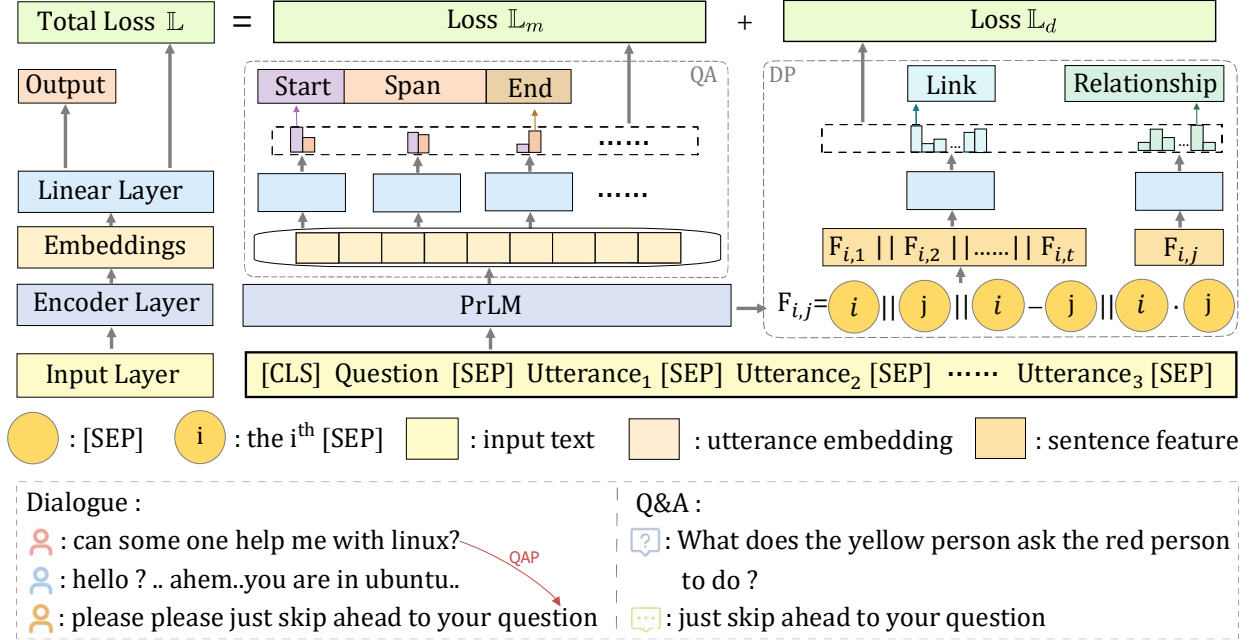 Total Loss 𝕃 = Loss 𝕃ₘ + Loss 𝕃d
QA
DP
Output
Start Span End
Link
Relationship
......
...
...
Linear Layer
......
Embeddings
F_{i,1} || F_{i,2} ||......|| F_{i,t}
F_{i,j}
Encoder Layer
PrLM
F_{i,j}= i || j || i − j || i · j
Input Layer
[CLS] Question [SEP] Utterance₁ [SEP] Utterance₂ [SEP] ...... Utterance₃ [SEP]
: [SEP] i : the iᵗʰ [SEP] : input text : utterance embedding : sentence feature
Dialogue :
: can some one help me with linux?
QAP
: hello ? .. ahem..you are in ubuntu..
: please please just skip ahead to your question
Q&A :
? : What does the yellow person ask the red person
to do ?
... : just skip ahead to your question